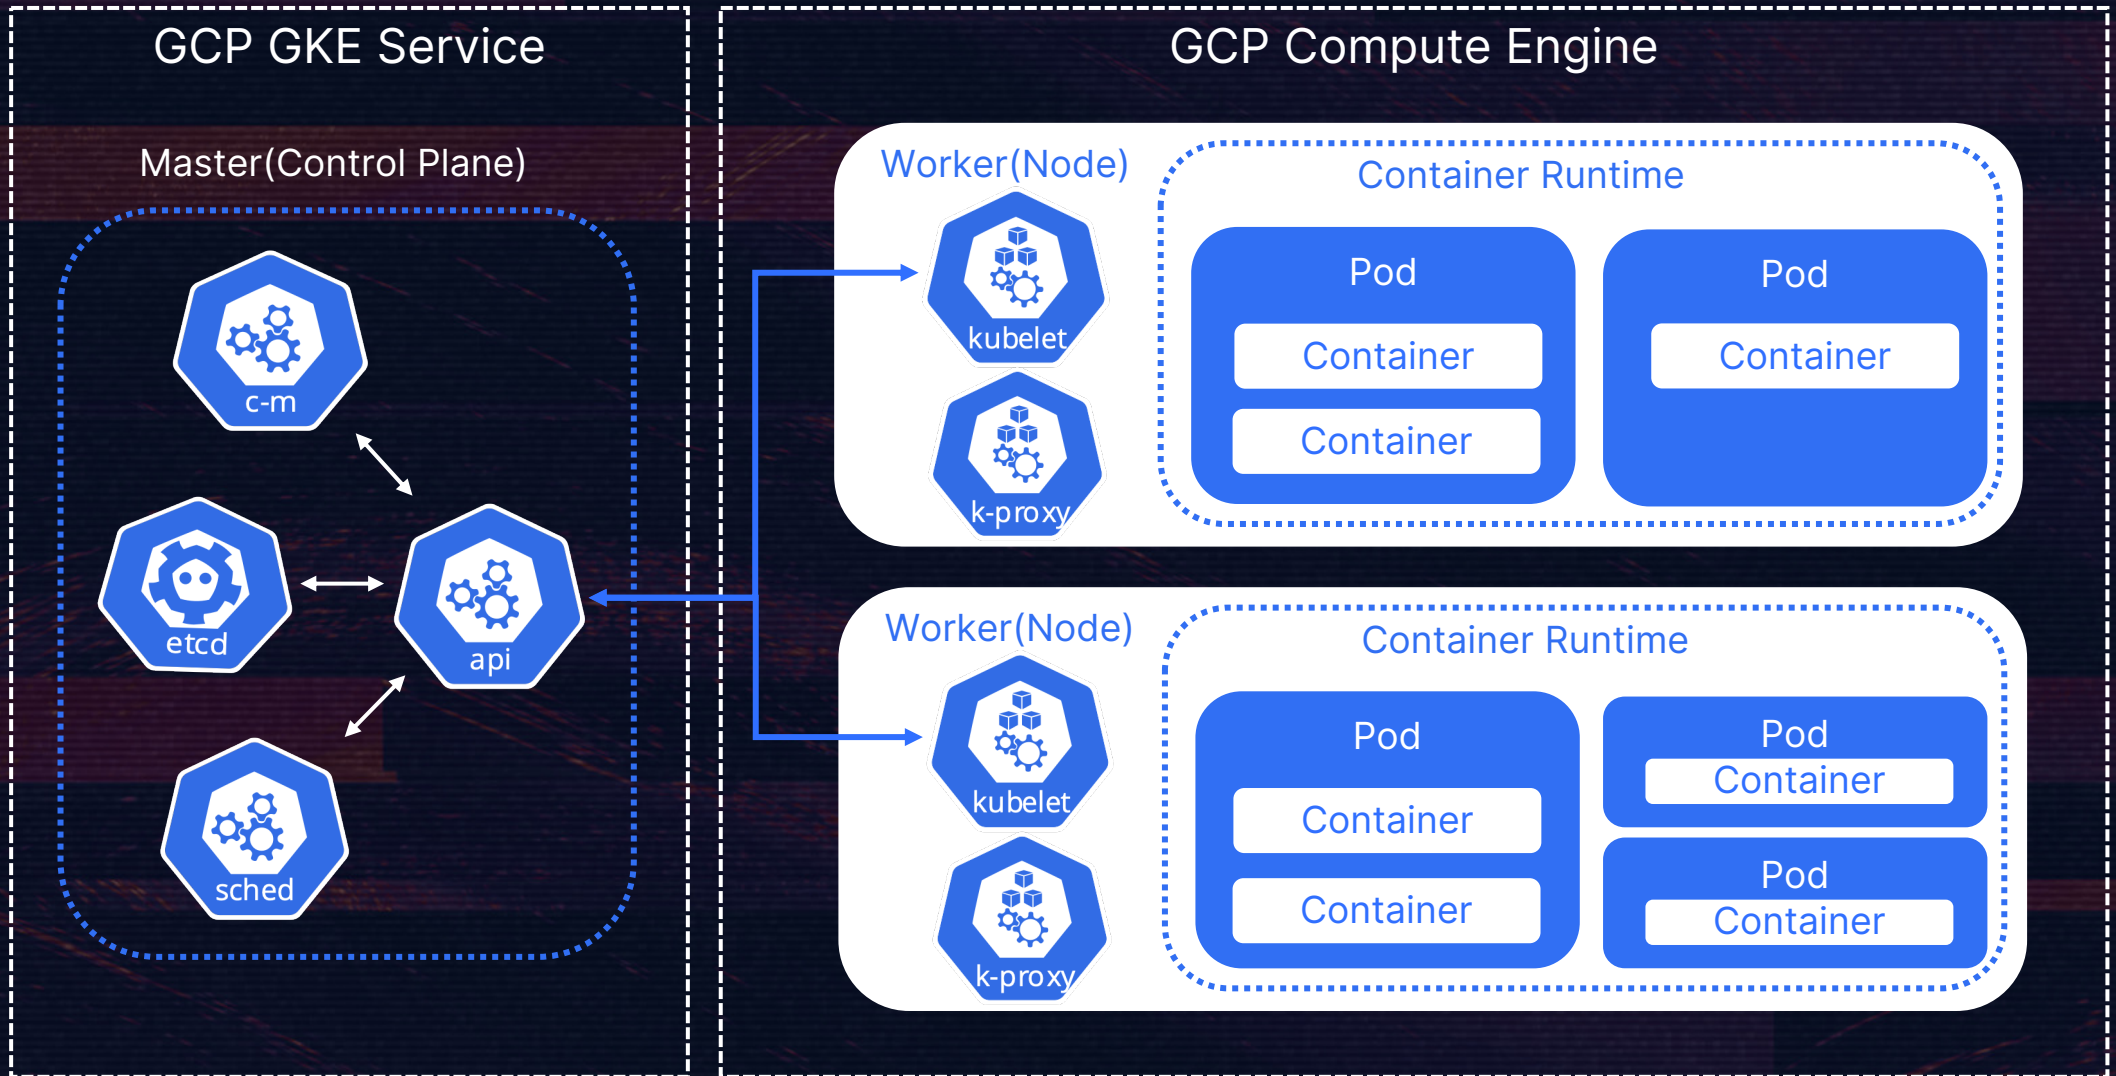 GCP GKE Service
Master(Control Plane)
c-m
etcd
api
sched
GCP Compute Engine
Worker(Node)
kubelet
k-proxy
Container Runtime
Pod
Container
Container
Pod
Container
Worker(Node)
kubelet
k-proxy
Container Runtime
Pod
Container
Container
Pod
Container
Pod
Container